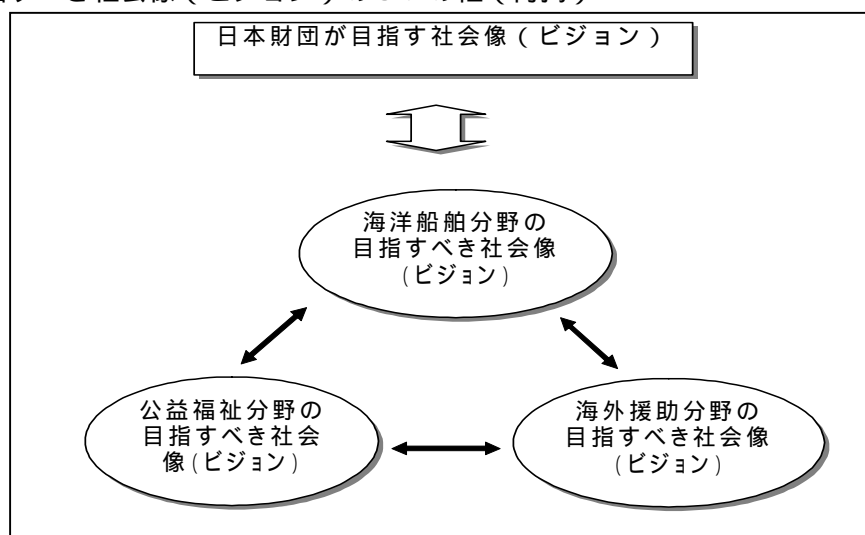 日本財団が目指す社会像（ビジョン）
海洋船舶分野の
目指すべき社会像
(ビジョン)
公益福祉分野の
目指すべき社会
像(ビジョン)
海外援助分野の
目指すべき社会像
(ビジョン)